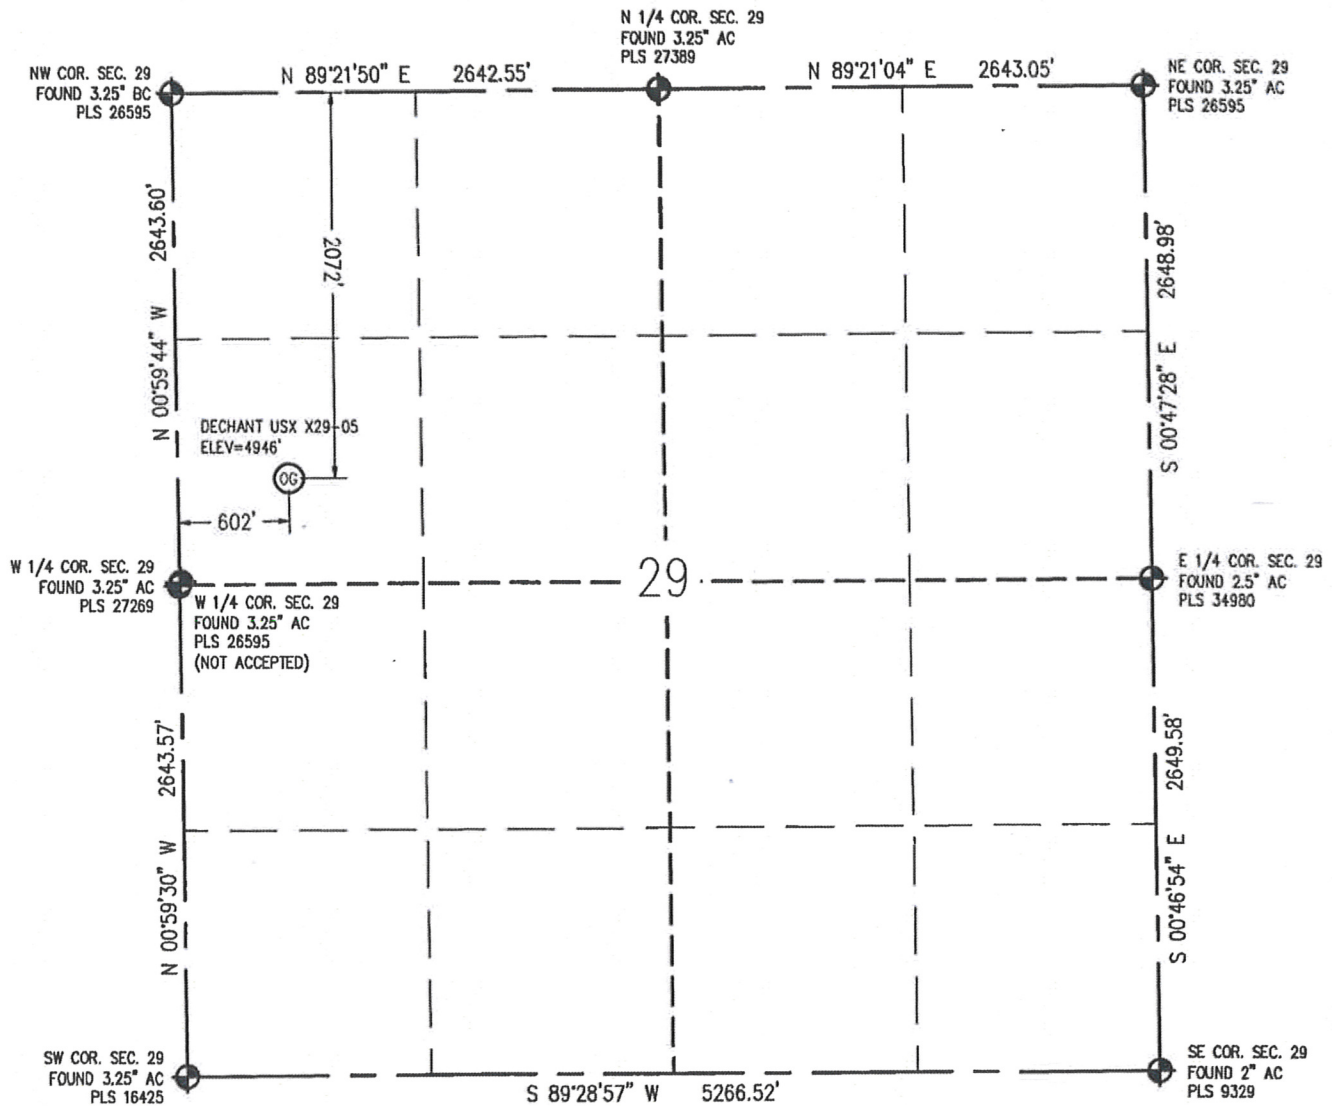 N 1/4 COR. SEC. 29
FOUND 3.25" AC
PLS 27389
NW COR. SEC. 29
FOUND 3.25" BC
PLS 26595
N 89°21'50" E 2642.55'
N 89°21'04" E 2643.05'
NE COR. SEC. 29
FOUND 3.25" AC
PLS 26595
N 00°59'44" W 2643.60'
2072'
S 00°47'28" E 2648.98'
DECHANT USX X29-05
ELEV=4946'
OG
602'
W 1/4 COR. SEC. 29
FOUND 3.25" AC
PLS 27269
W 1/4 COR. SEC. 29
FOUND 3.25" AC
PLS 26595
(NOT ACCEPTED)
29
E 1/4 COR. SEC. 29
FOUND 2.5" AC
PLS 34980
N 00°59'30" W 2643.57'
S 00°46'54" E 2649.58'
SW COR. SEC. 29
FOUND 3.25" AC
PLS 16425
S 89°28'57" W 5266.52'
SE COR. SEC. 29
FOUND 2" AC
PLS 9329